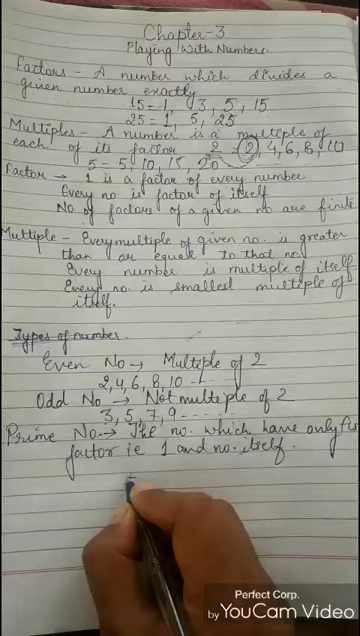 Chapter-3
Playing With Numbers.
Factors - A number which divides a
given number exactly
15 = 1, 3, 5, 15
25 = 1, 5, 25
Multiples - A number is a multiple of
each of its factor 2 = 2, 4, 6, 8, 10
5 = 5, 10, 15, 20
Factor → 1 is a factor of every number
Every no. is factor of itself
No. of factors of a given no are finite
Multiple - Every multiple of given no. is greater
than or equal to that no.
Every number is multiple of itself
Every no. is smallest multiple of
itself.
Types of number.
Even No → Multiple of 2
2, 4, 6, 8, 10 ...
Odd No → Not multiple of 2
3, 5, 7, 9 ......
Prime No. → The no. which have only
factor ie 1 and no. itself.
Perfect Corp.
by YouCam Video